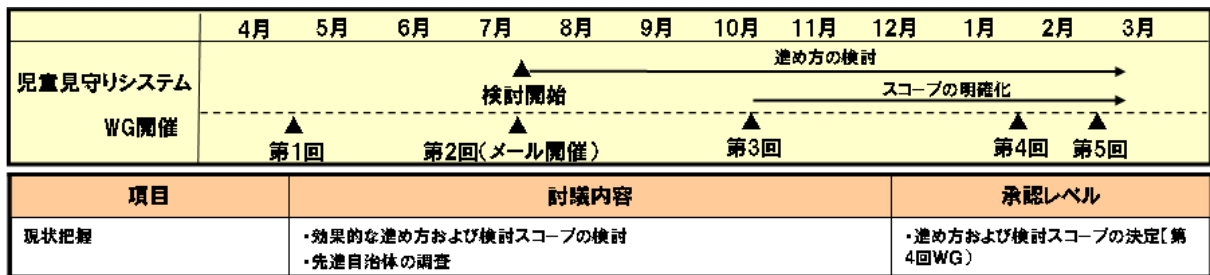 4月 5月 6月 7月 8月 9月 10月 11月 12月 1月 2月 3月
児童見守りシステム
進め方の検討
検討開始
スコープの明確化
WG開催
第1回 第2回(メール開催) 第3回 第4回 第5回
項目 討議内容 承認レベル
現状把握
・効果的な進め方および検討スコープの検討
・先進自治体の調査
・進め方および検討スコープの決定[第
4回WG)